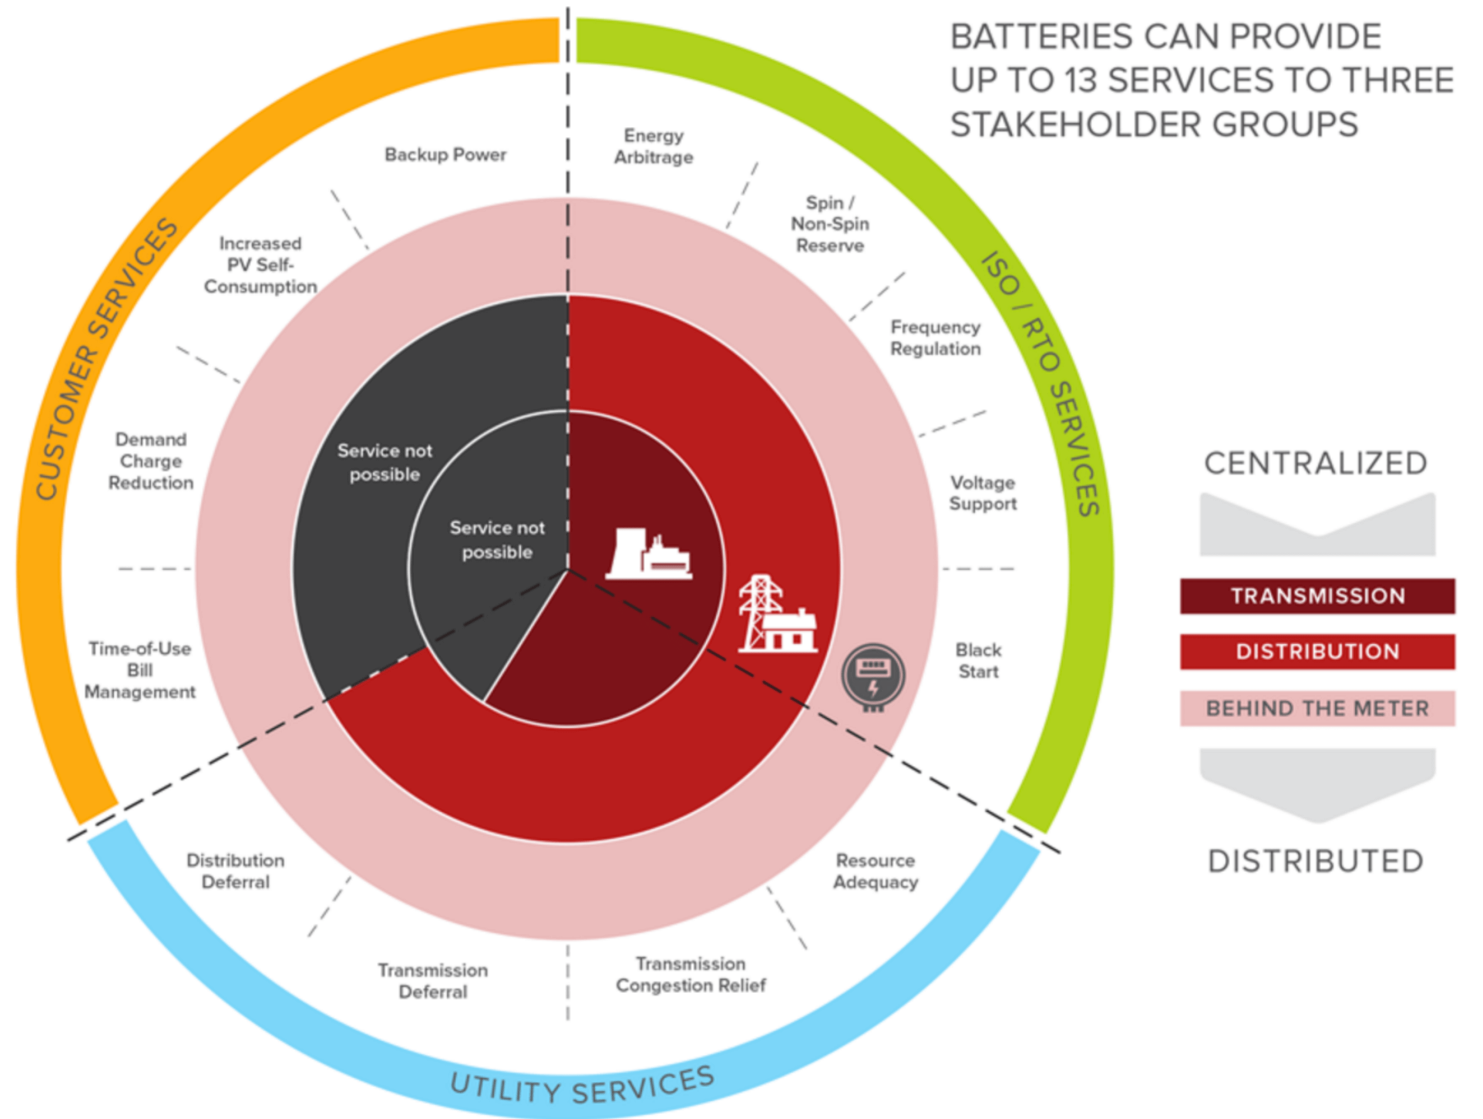 BATTERIES CAN PROVIDE
UP TO 13 SERVICES TO THREE
STAKEHOLDER GROUPS
CUSTOMER SERVICES
ISO / RTO SERVICES
UTILITY SERVICES
Backup Power
Increased
PV Self-
Consumption
Demand
Charge
Reduction
Time-of-Use
Bill
Management
Energy
Arbitrage
Spin /
Non-Spin
Reserve
Frequency
Regulation
Voltage
Support
Black
Start
Resource
Adequacy
Transmission
Congestion Relief
Transmission
Deferral
Distribution
Deferral
Service not
possible
Service not
possible
CENTRALIZED
TRANSMISSION
DISTRIBUTION
BEHIND THE METER
DISTRIBUTED